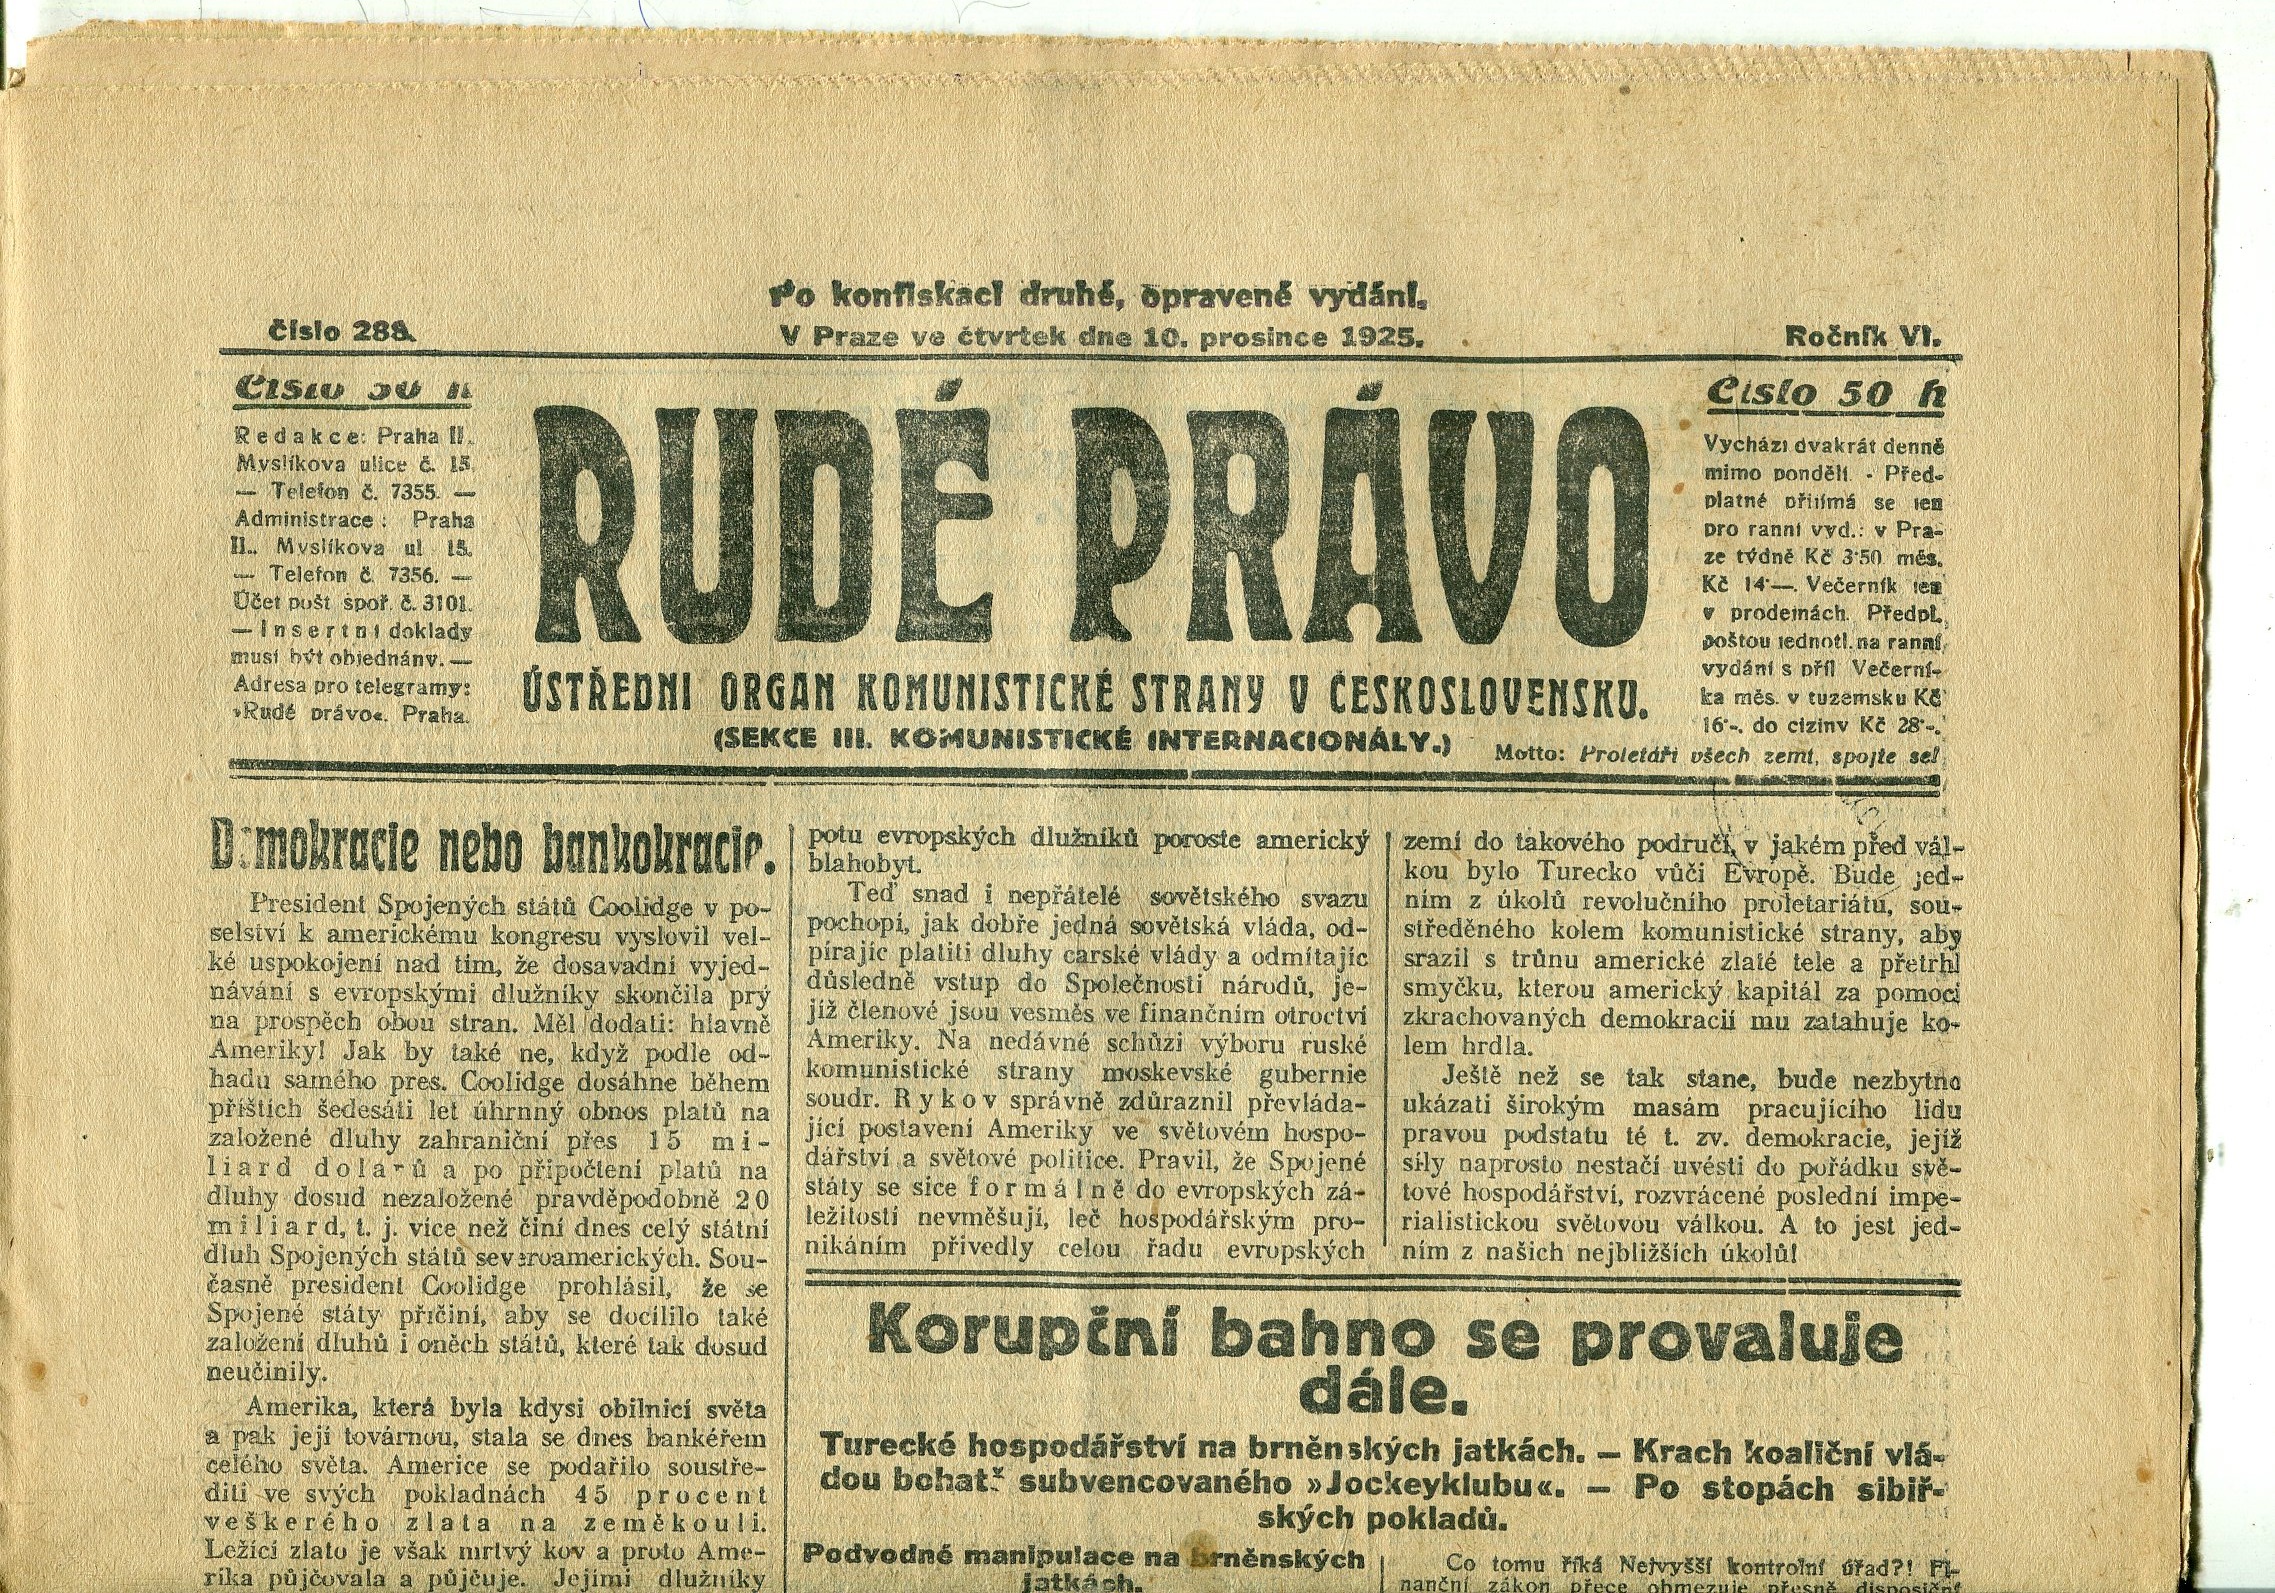 Po konfiskaci druhé, opravené vydání.
číslo 288.
V Praze ve čtvrtek dne 10. prosince 1925.
Ročník VI.
Číslo 50 h
Redakce: Praha II.
Myslíkova ulice č. 15.
— Telefon č. 7355. —
Administrace: Praha
II., Myslíkova ul 15.
— Telefon č. 7356. —
Účet pošt spoř. č. 3101.
— Insertní doklady
musí být objednány. —
Adresa pro telegramy:
»Rudé právo«. Praha.
RUDÉ PRÁVO
ÚSTŘEDNI ORGAN KOMUNISTICKÉ STRANY V ČESKOSLOVENSKU.
(SEKCE III. KOMUNISTICKÉ INTERNACIONÁLY.)
Číslo 50 h
Vychází dvakrát denně
mimo pondělí. - Před-
platné přijímá se jen
pro ranní vyd.: v Pra-
ze týdně Kč 3·50 měs.
Kč 14·—. Večerník jen
v prodejnách. Předpl.
poštou jednotl. na ranní
vydání s příl Večerní-
ka měs. v tuzemsku Kč
16·-. do ciziny Kč 28·-.
Motto: Proletáři všech zemí, spojte se!
Demokracie nebo bankokracie.
President Spojených států Coolidge v po-
selství k americkému kongresu vyslovil vel-
ké uspokojení nad tím, že dosavadní vyjed-
návání s evropskými dlužníky skončila prý
na prospěch obou stran. Měl dodati: hlavně
Ameriky! Jak by také ne, když podle od-
hadu samého pres. Coolidge dosáhne během
příštích šedesáti let úhrnný obnos platů na
založené dluhy zahraniční přes 15 mi-
liard dolarů a po připočtení platů na
dluhy dosud nezaložené pravděpodobně 20
miliard, t. j. více než činí dnes celý státní
dluh Spojených států severoamerických. Sou-
časně president Coolidge prohlásil, že se
Spojené státy přičiní, aby se docílilo také
založení dluhů i oněch států, které tak dosud
neučinily.
Amerika, která byla kdysi obilnicí světa
a pak její továrnou, stala se dnes bankéřem
celého světa. Americe se podařilo soustře-
diti ve svých pokladnách 45 procent
veškerého zlata na zeměkouli.
Ležící zlato je však mrtvý kov a proto Ame-
rika půjčovala a půjčuje. Jejími dlužníky
potu evropských dlužníků poroste americký
blahobyt.
Teď snad i nepřátelé sovětského svazu
pochopí, jak dobře jedná sovětská vláda, od-
pírajíc platiti dluhy carské vlády a odmítajíc
důsledně vstup do Společnosti národů, je-
jíž členové jsou vesměs ve finančním otroctví
Ameriky. Na nedávné schůzi výboru ruské
komunistické strany moskevské gubernie
soudr. Rykov správně zdůraznil převláda-
jící postavení Ameriky ve světovém hospo-
dářství a světové politice. Pravil, že Spojené
státy se sice formálně do evropských zá-
ležitostí nevměšují, leč hospodářským pro-
nikáním přivedly celou řadu evropských
zemí do takového područí, v jakém před vál-
kou bylo Turecko vůči Evropě. Bude jed-
ním z úkolů revolučního proletariátu, sou-
středěného kolem komunistické strany, aby
srazil s trůnu americké zlaté tele a přetrhl
smyčku, kterou americký kapitál za pomoci
zkrachovaných demokracií mu zatahuje ko-
lem hrdla.
Ještě než se tak stane, bude nezbytno
ukázati širokým masám pracujícího lidu
pravou podstatu té t. zv. demokracie, jejíž
síly naprosto nestačí uvésti do pořádku svě-
tové hospodářství, rozvrácené poslední impe-
rialistickou světovou válkou. A to jest jed-
ním z našich nejbližších úkolů!
Korupční bahno se provaluje
dále.
Turecké hospodářství na brněnských jatkách. — Krach koaliční vlá-
dou bohatě subvencovaného »Jockeyklubu«. — Po stopách sibiř-
ských pokladů.
Podvodné manipulace na brněnských
jatkách.
Co tomu říká Nejvyšší kontrolní úřad?! Fi-
nanční zákon přece obmezuje přesně disposiční